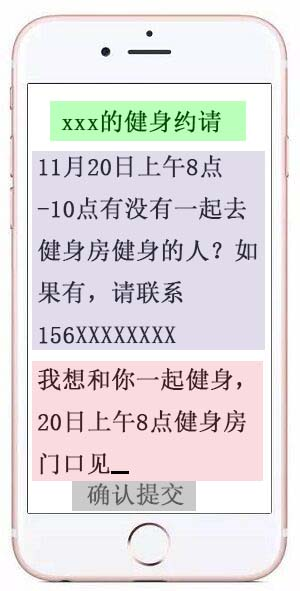 xxx的健身约请
11月20日上午8点
-10点有没有一起去
健身房健身的人？如
果有，请联系
156XXXXXXXX
我想和你一起健身，
20日上午8点健身房
门口见
确认提交